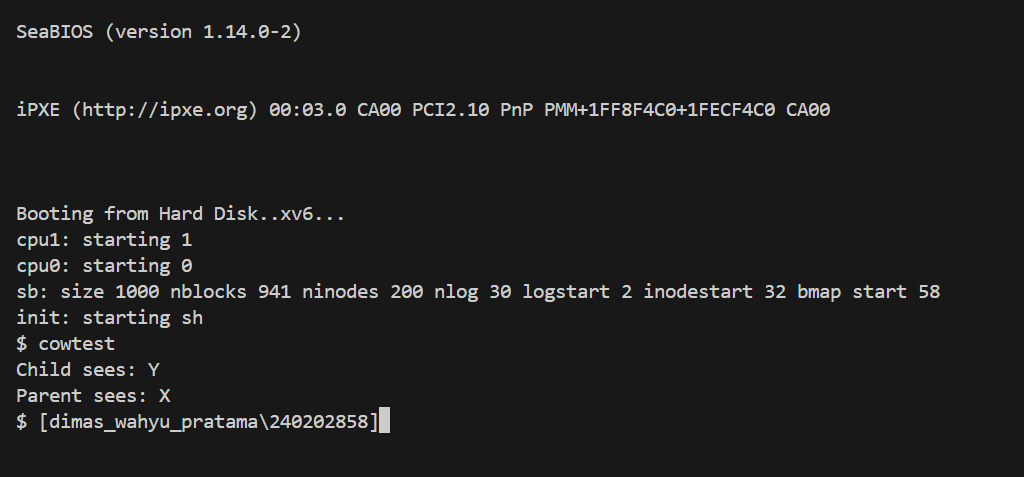 SeaBIOS (version 1.14.0-2)
iPXE (http://ipxe.org) 00:03.0 CA00 PCI2.10 PnP PMM+1FF8F4C0+1FECF4C0 CA00
Booting from Hard Disk..xv6...
cpu1: starting 1
cpu0: starting 0
sb: size 1000 nblocks 941 ninodes 200 nlog 30 logstart 2 inodestart 32 bmap start 58
init: starting sh
$ cowtest
Child sees: Y
Parent sees: X
$ [dimas_wahyu_pratama\240202858]